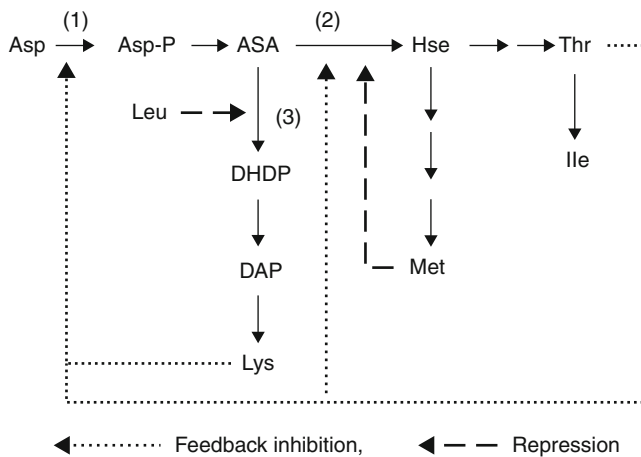 (1) (2)
Asp Asp-P ASA Hse Thr
Leu (3)
DHDP Ile
DAP Met
Lys
Feedback inhibition, Repression